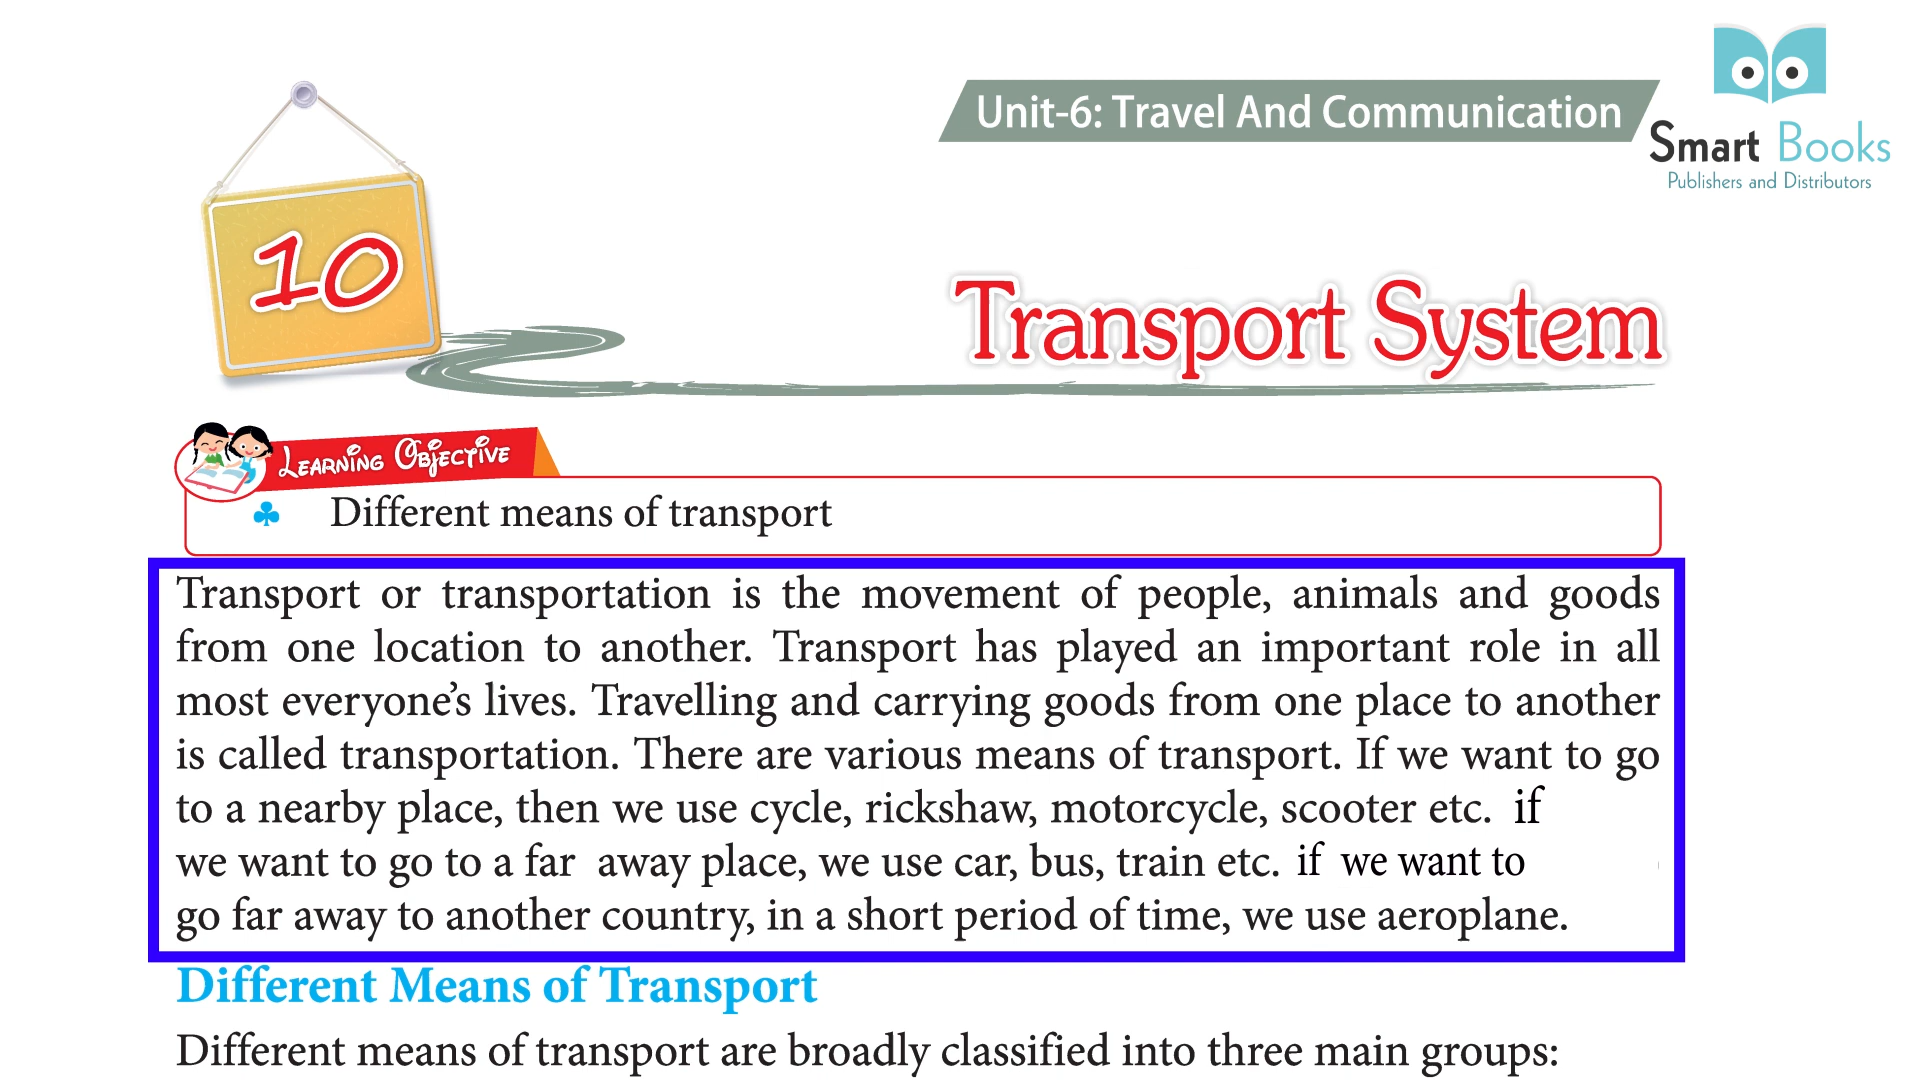 Unit-6: Travel And Communication
Smart Books
Publishers and Distributors
10
Transport System
Learning Objective
♣ Different means of transport
Transport or transportation is the movement of people, animals and goods
from one location to another. Transport has played an important role in all
most everyone’s lives. Travelling and carrying goods from one place to another
is called transportation. There are various means of transport. If we want to go
to a nearby place, then we use cycle, rickshaw, motorcycle, scooter etc. if
we want to go to a far away place, we use car, bus, train etc. if we want to
go far away to another country, in a short period of time, we use aeroplane.
Different Means of Transport
Different means of transport are broadly classified into three main groups: